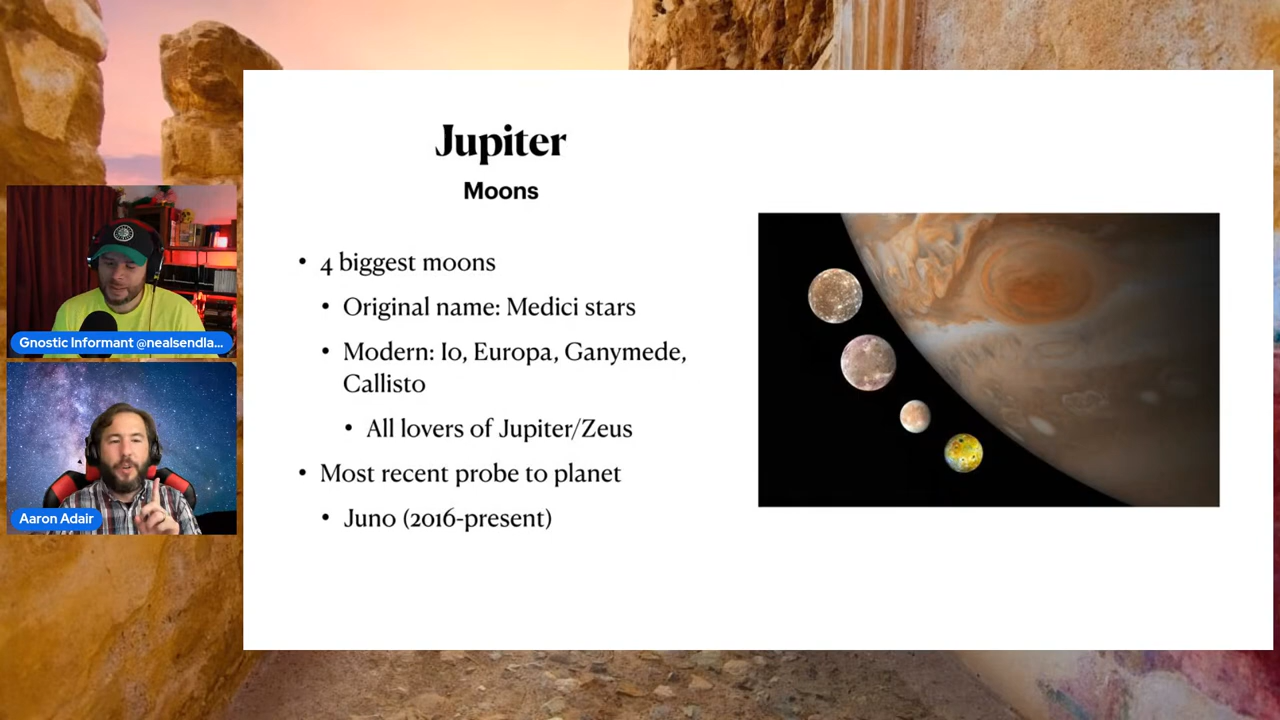 Jupiter
Moons
• 4 biggest moons
• Original name: Medici stars
• Modern: Io, Europa, Ganymede,
Callisto
• All lovers of Jupiter/Zeus
• Most recent probe to planet
• Juno (2016-present)
Gnostic Informant @nealsendla...
Aaron Adair